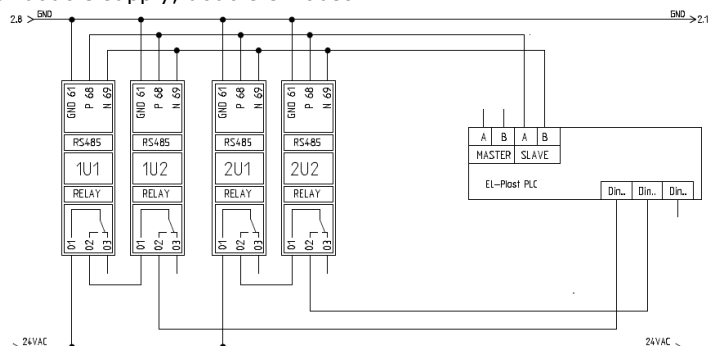 2.8 GND GND 2.1
GND 61 P 68 N 69 GND 61 P 68 N 69 GND 61 P 68 N 69 GND 61 P 68 N 69
RS485 RS485 RS485 RS485
1U1 1U2 2U1 2U2
RELAY RELAY RELAY RELAY
01 02 03 01 02 03 01 02 03 01 02 03
A B A B
MASTER SLAVE
El-Plast PLC
Din.. Din.. Din..
24VAC 24VAC